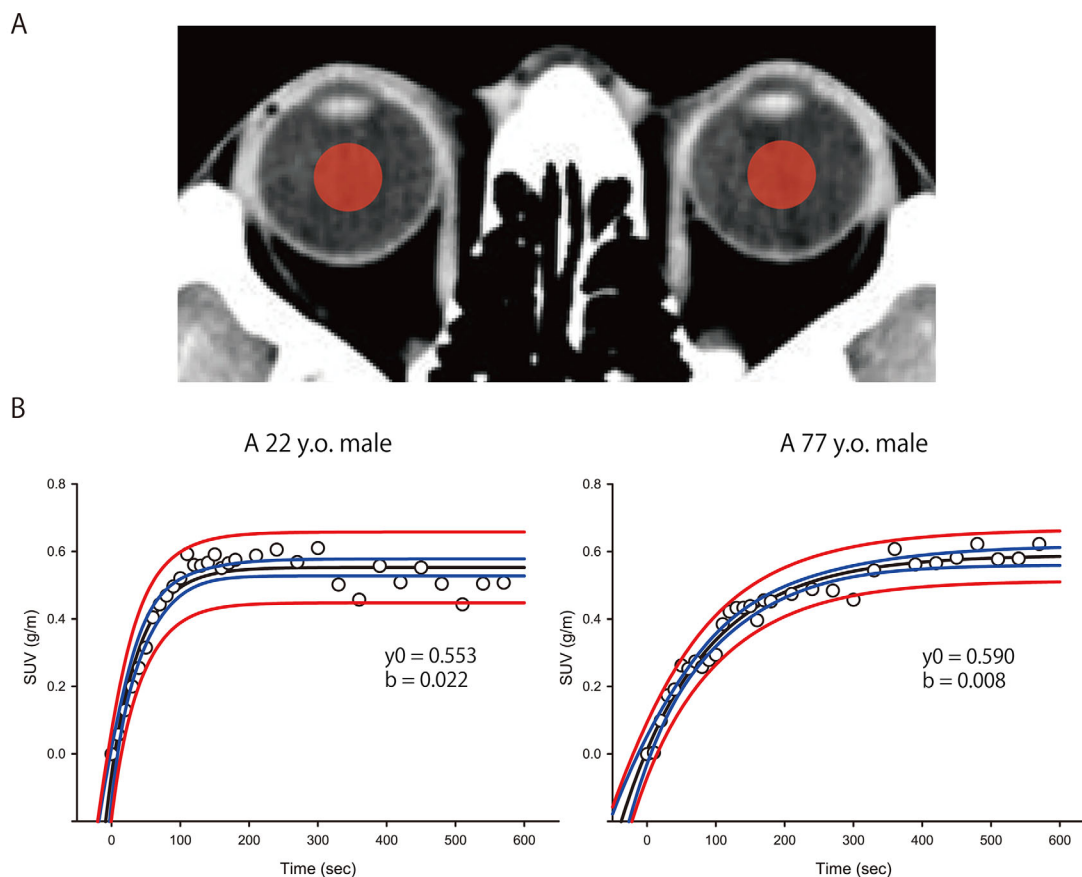 A
B
A 22 y.o. male
0.8
0.6
0.4
0.2
0.0
SUV (g/m)
y0 = 0.553
b = 0.022
0 100 200 300 400 500 600
Time (sec)
A 77 y.o. male
0.8
0.6
0.4
0.2
0.0
SUV (g/m)
y0 = 0.590
b = 0.008
0 100 200 300 400 500 600
Time (sec)